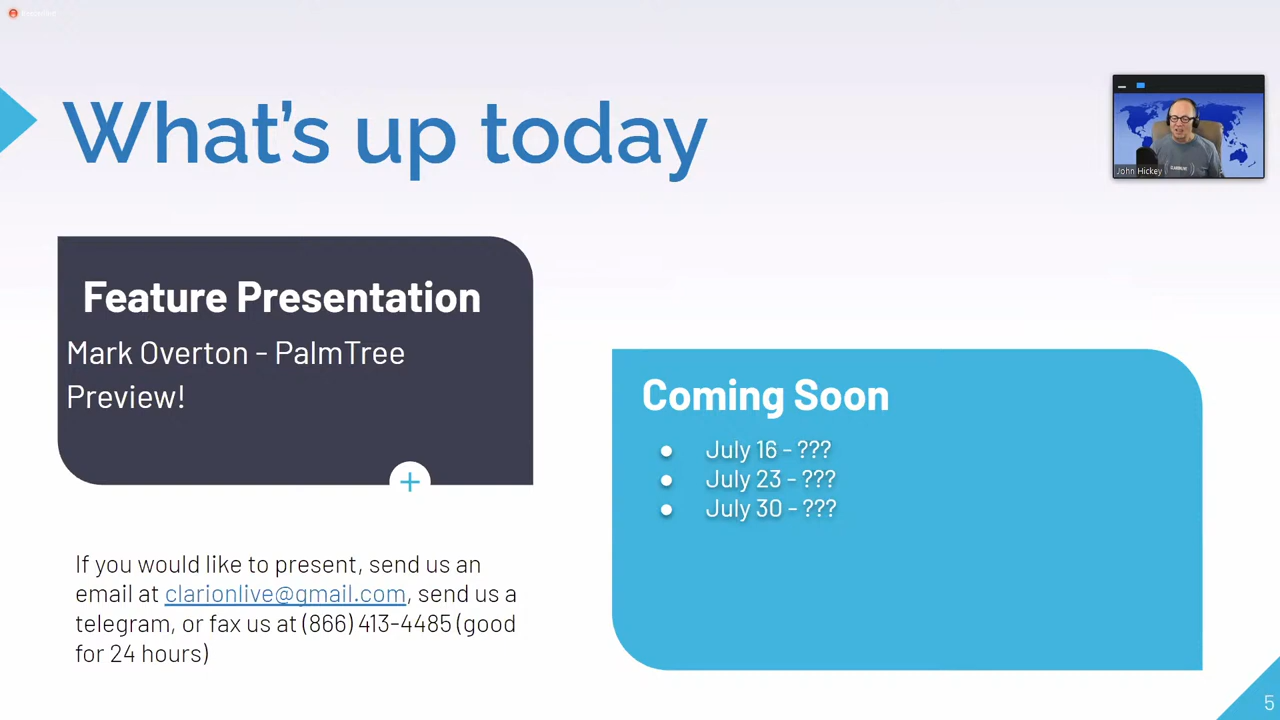 What's up today
John Hickey
Feature Presentation
Mark Overton - PalmTree
Preview!
Coming Soon
● July 16 - ???
● July 23 - ???
● July 30 - ???
If you would like to present, send us an
email at clarionlive@gmail.com, send us a
telegram, or fax us at (866) 413-4485 (good
for 24 hours)
5